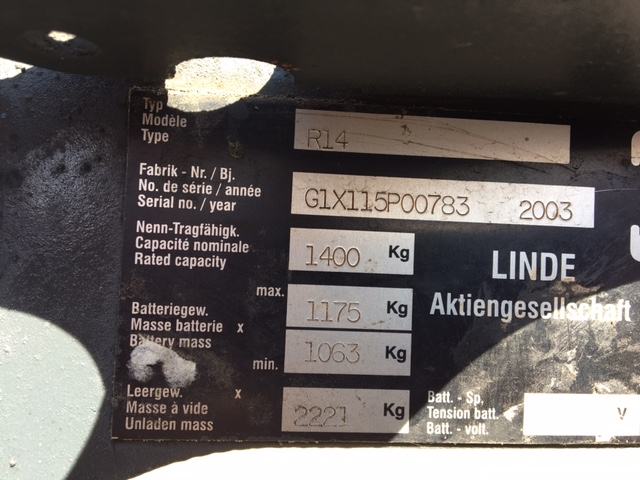 Typ
Modèle
Type
R14
Fabrik - Nr. / Bj.
No. de série / année
Serial no. / year
G1X115P00783 2003
Nenn-Tragfähigk.
Capacité nominale
Rated capacity
1400 Kg
LINDE
Aktiengesellschaft
max.
1175 Kg
Batteriegew.
Masse batterie x
Battery mass
min.
1063 Kg
Leergew. x
Masse à vide
Unladen mass
2221 Kg
Batt. - Sp.
Tension batt.
Batt. - volt.
V